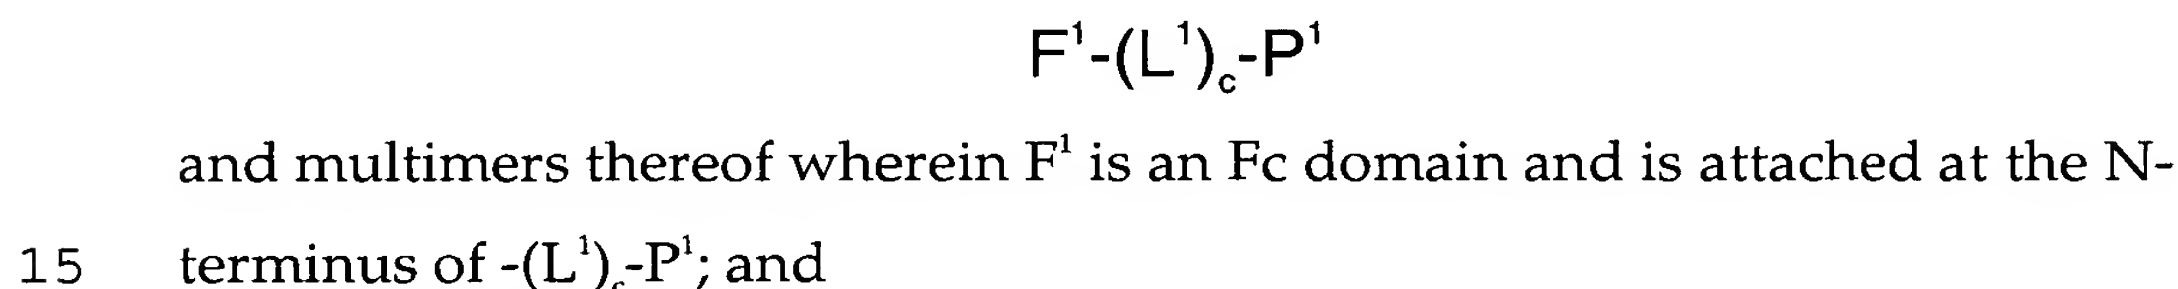 F¹-(L¹)c-P¹
and multimers thereof wherein F¹ is an Fc domain and is attached at the N-
15 terminus of -(L¹)c-P¹; and